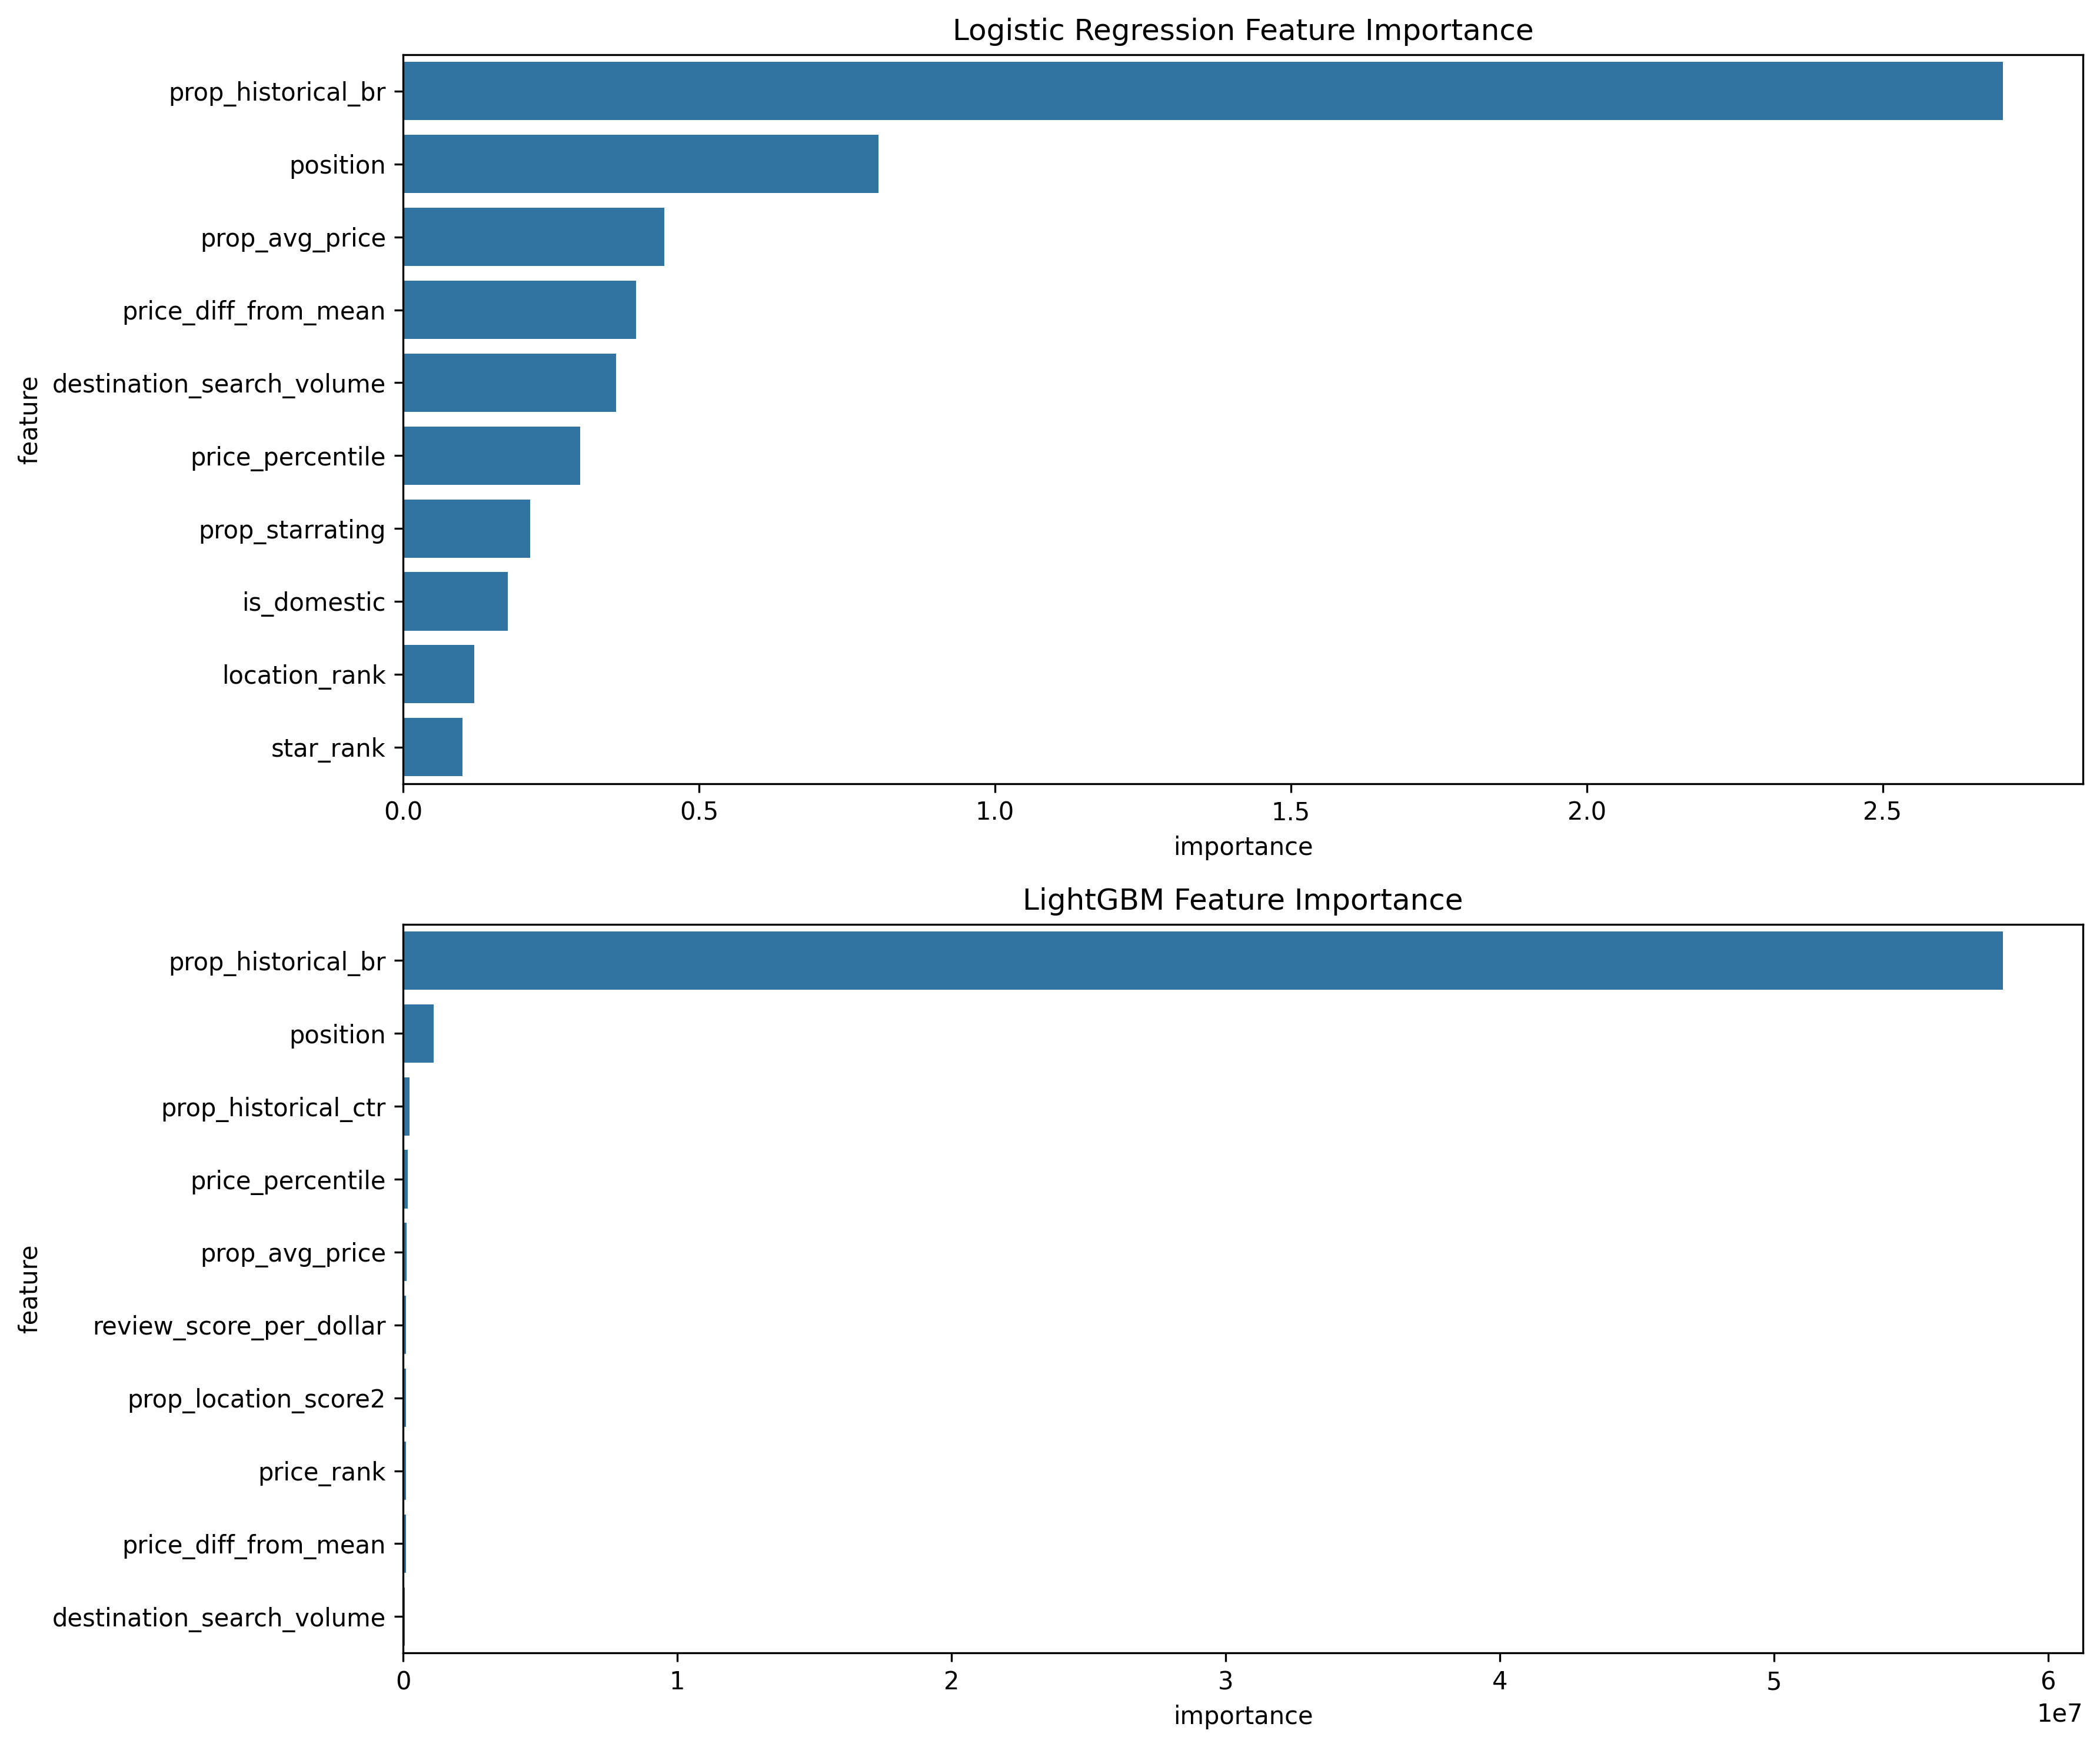 Logistic Regression Feature Importance
feature
prop_historical_br
position
prop_avg_price
price_diff_from_mean
destination_search_volume
price_percentile
prop_starrating
is_domestic
location_rank
star_rank
0.0 0.5 1.0 1.5 2.0 2.5
importance
LightGBM Feature Importance
feature
prop_historical_br
position
prop_historical_ctr
price_percentile
prop_avg_price
review_score_per_dollar
prop_location_score2
price_rank
price_diff_from_mean
destination_search_volume
0 1 2 3 4 5 6
importance
1e7